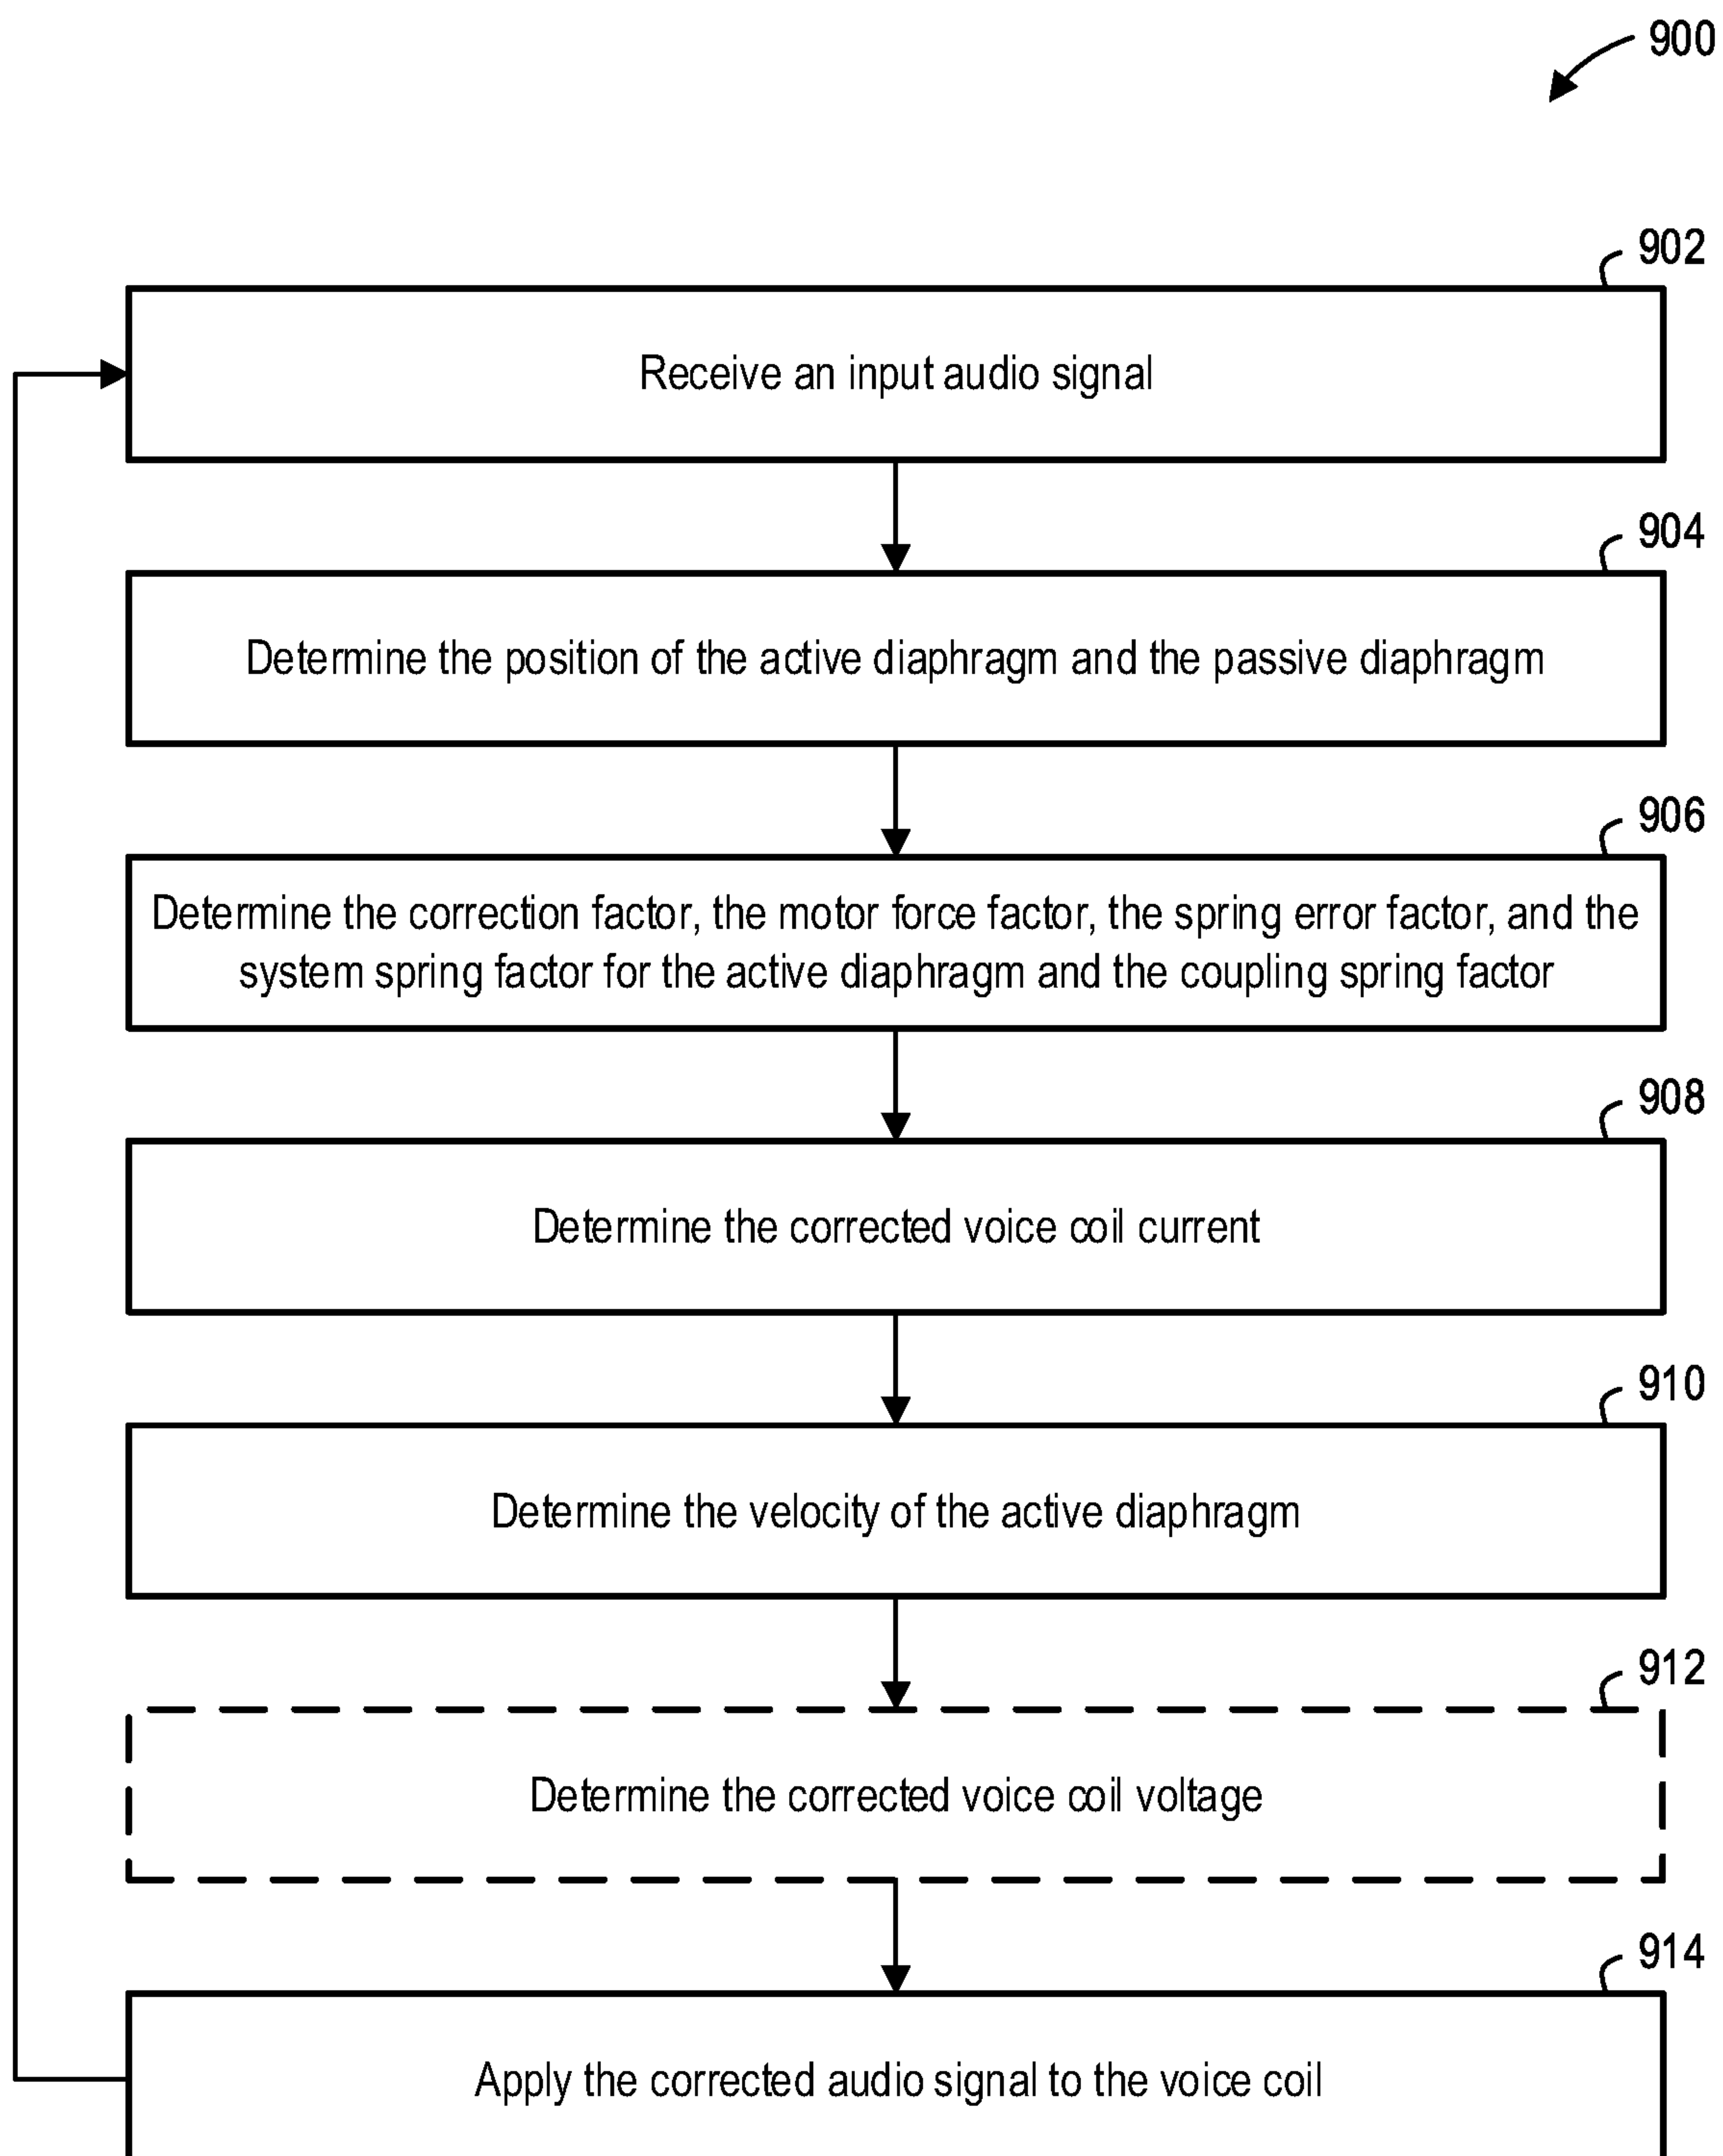 900
902
Receive an input audio signal
904
Determine the position of the active diaphragm and the passive diaphragm
906
Determine the correction factor, the motor force factor, the spring error factor, and the
system spring factor for the active diaphragm and the coupling spring factor
908
Determine the corrected voice coil current
910
Determine the velocity of the active diaphragm
912
Determine the corrected voice coil voltage
914
Apply the corrected audio signal to the voice coil